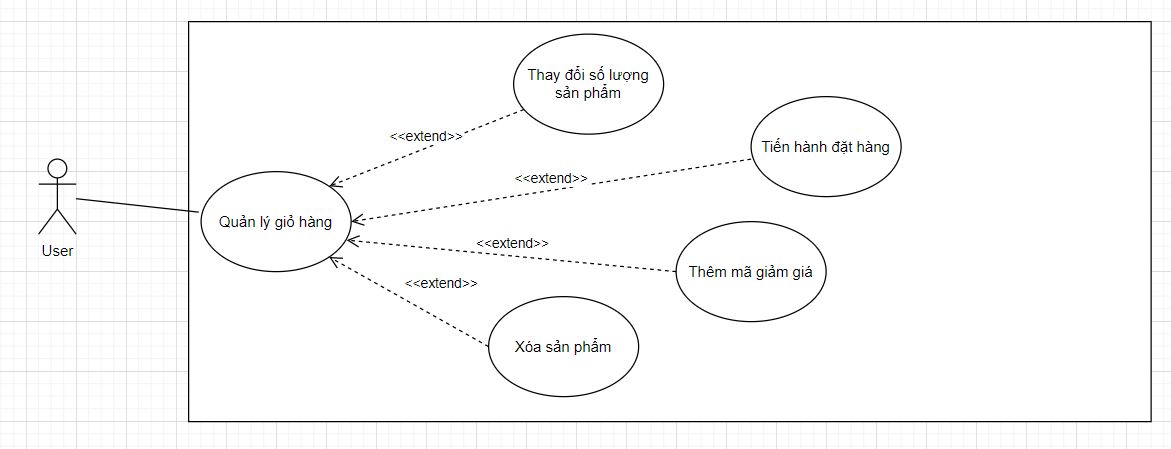 Thay đổi số lượng
sản phẩm
<<extend>>
Tiến hành đặt hàng
<<extend>>
Quản lý giỏ hàng
User
<<extend>>
Thêm mã giảm giá
<<extend>>
Xóa sản phẩm